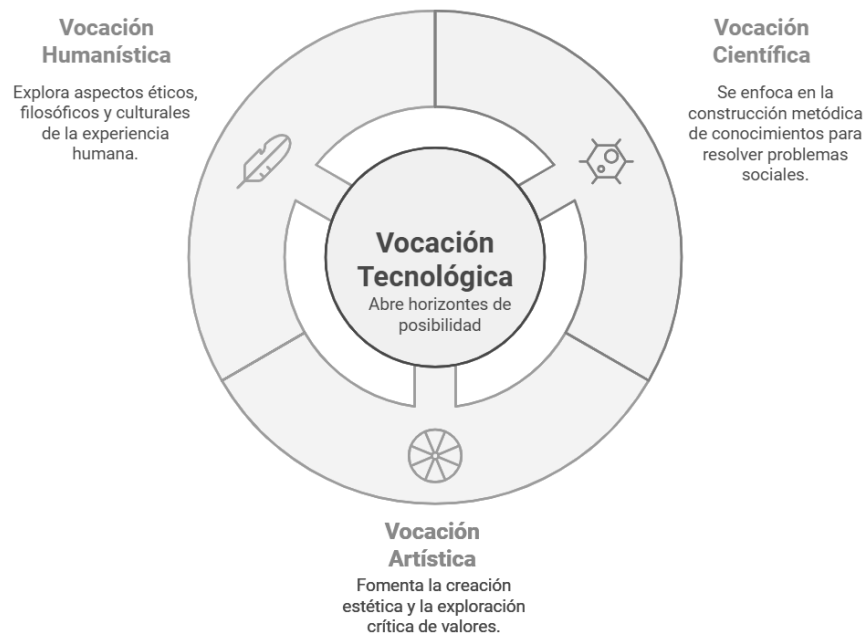 Vocación
Humanística
Explora aspectos éticos,
filosóficos y culturales
de la experiencia
humana.
Vocación
Científica
Se enfoca en la
construcción metódica
de conocimientos para
resolver problemas
sociales.
Vocación
Tecnológica
Abre horizontes de
posibilidad
Vocación
Artística
Fomenta la creación
estética y la exploración
crítica de valores.